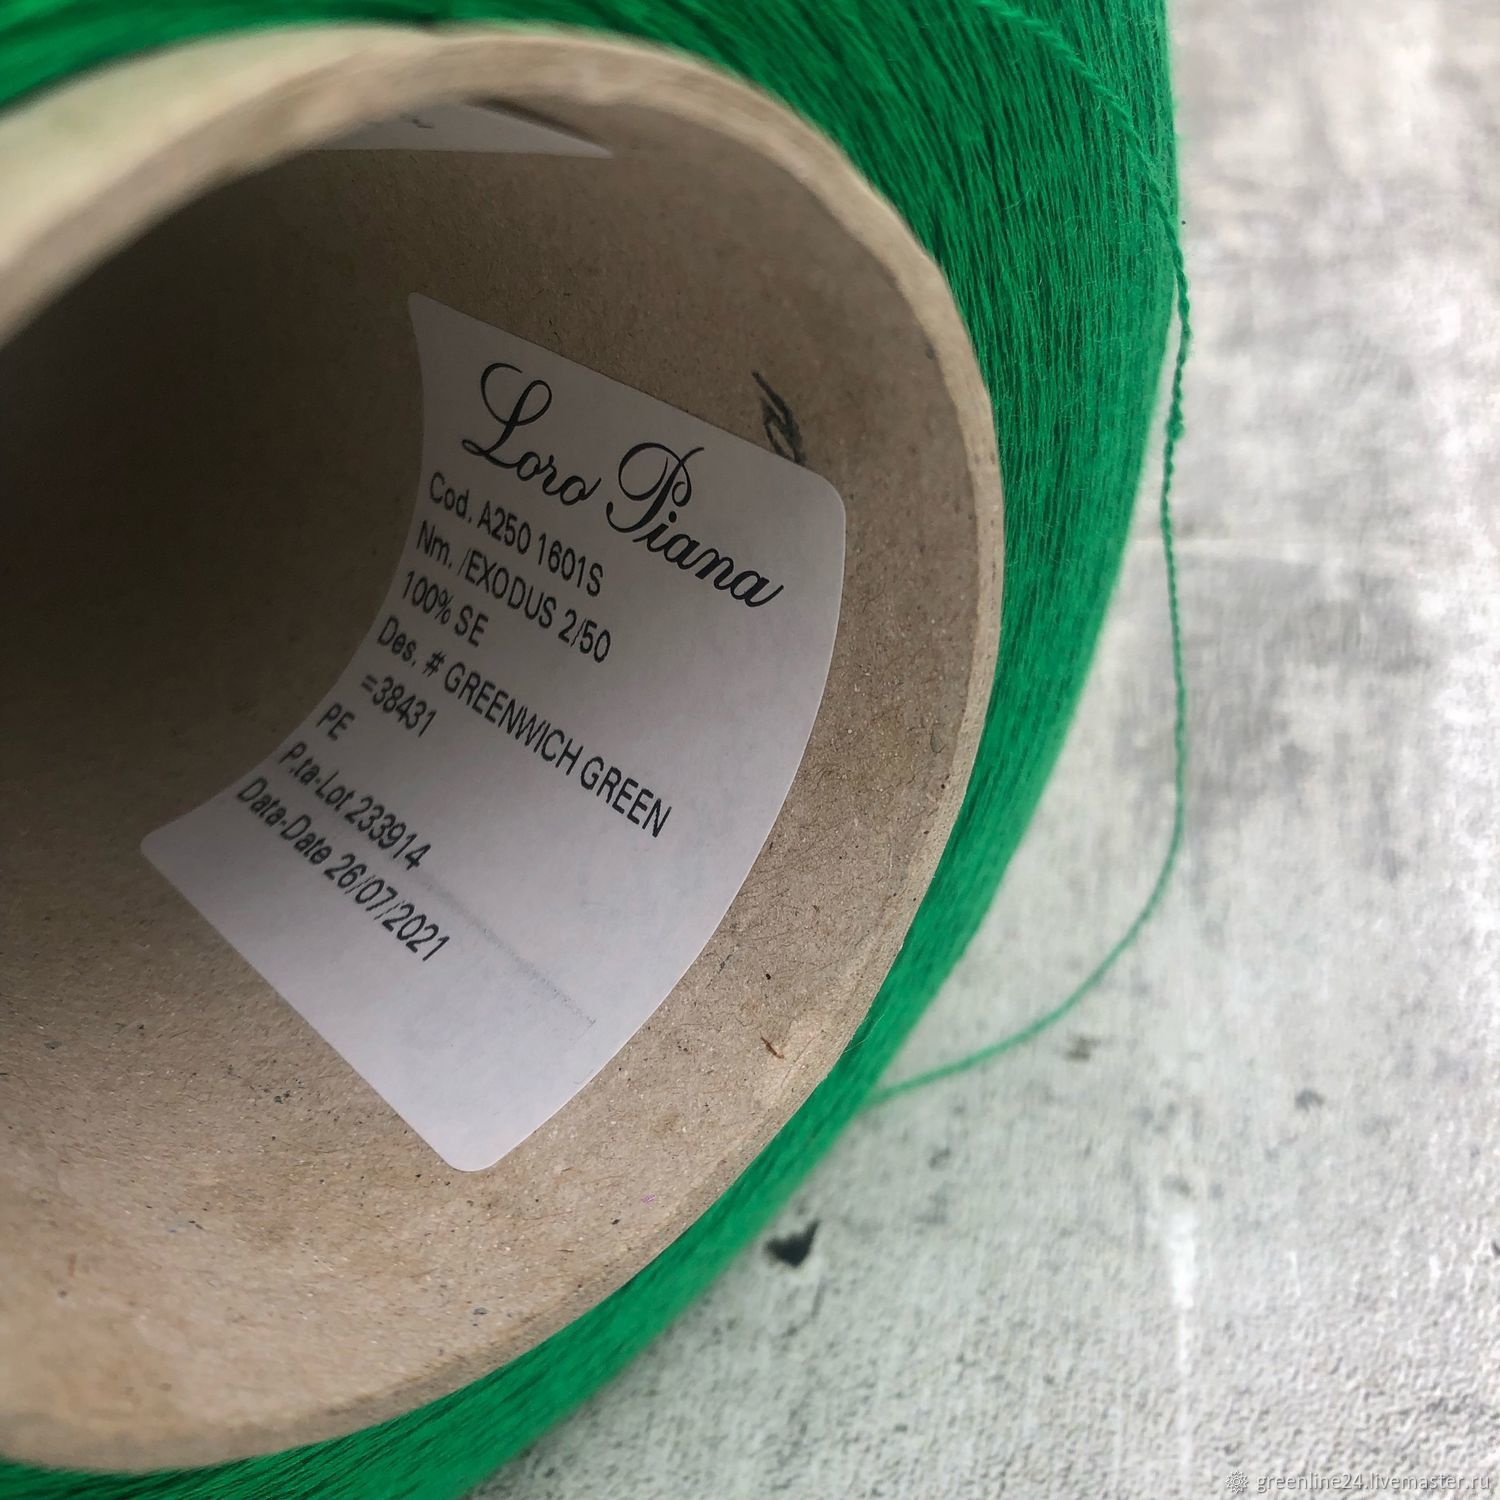 Loro Piana
Cod. A250 1601S
Nm. /EXODUS 2/50
100% SE
Des. # GREENWICH GREEN
=38431
PE
P.ta-Lot 233914
Data-Date 26/07/2021
greenline24.livemaster.ru